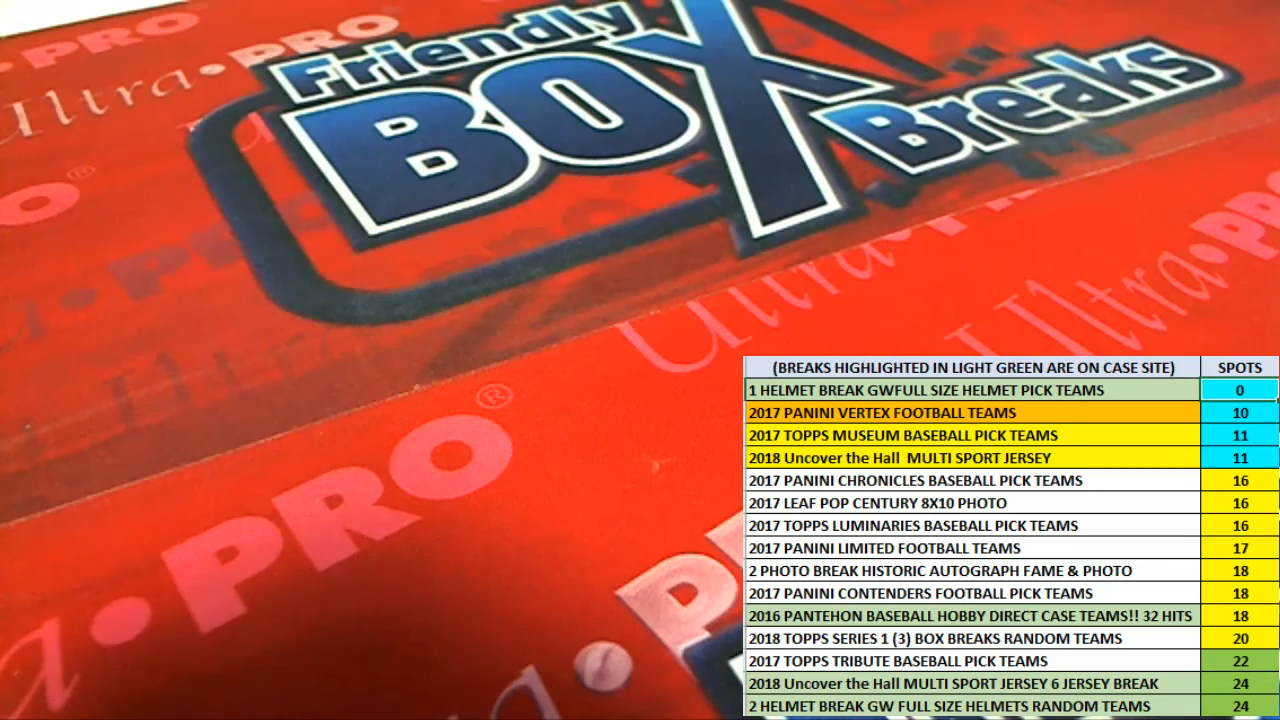 PRO
Ultra•PRO
Friendly
BOX
Breaks
PRO®
Ultra•PRO
Ultra•PRO
a•PRO®
a•PRO
(BREAKS HIGHLIGHTED IN LIGHT GREEN ARE ON CASE SITE) SPOTS
1 HELMET BREAK GWFULL SIZE HELMET PICK TEAMS 0
2017 PANINI VERTEX FOOTBALL TEAMS 10
2017 TOPPS MUSEUM BASEBALL PICK TEAMS 11
2018 Uncover the Hall MULTI SPORT JERSEY 11
2017 PANINI CHRONICLES BASEBALL PICK TEAMS 16
2017 LEAF POP CENTURY 8X10 PHOTO 16
2017 TOPPS LUMINARIES BASEBALL PICK TEAMS 16
2017 PANINI LIMITED FOOTBALL TEAMS 17
2 PHOTO BREAK HISTORIC AUTOGRAPH FAME & PHOTO 18
2017 PANINI CONTENDERS FOOTBALL PICK TEAMS 18
2016 PANTEHON BASEBALL HOBBY DIRECT CASE TEAMS!! 32 HITS 18
2018 TOPPS SERIES 1 (3) BOX BREAKS RANDOM TEAMS 20
2017 TOPPS TRIBUTE BASEBALL PICK TEAMS 22
2018 Uncover the Hall MULTI SPORT JERSEY 6 JERSEY BREAK 24
2 HELMET BREAK GW FULL SIZE HELMETS RANDOM TEAMS 24